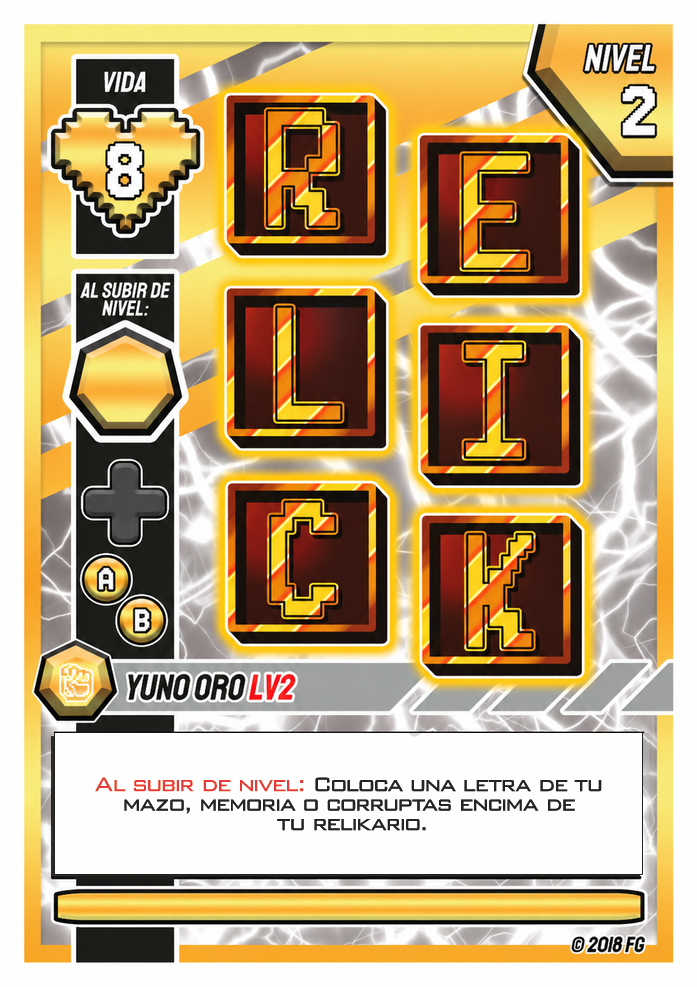 VIDA
8
NIVEL
2
R
E
L
I
C
K
AL SUBIR DE
NIVEL:
A
B
YUNO ORO LV2
AL SUBIR DE NIVEL: COLOCA UNA LETRA DE TU
MAZO, MEMORIA O CORRUPTAS ENCIMA DE
TU RELIKARIO.
© 2018 FG